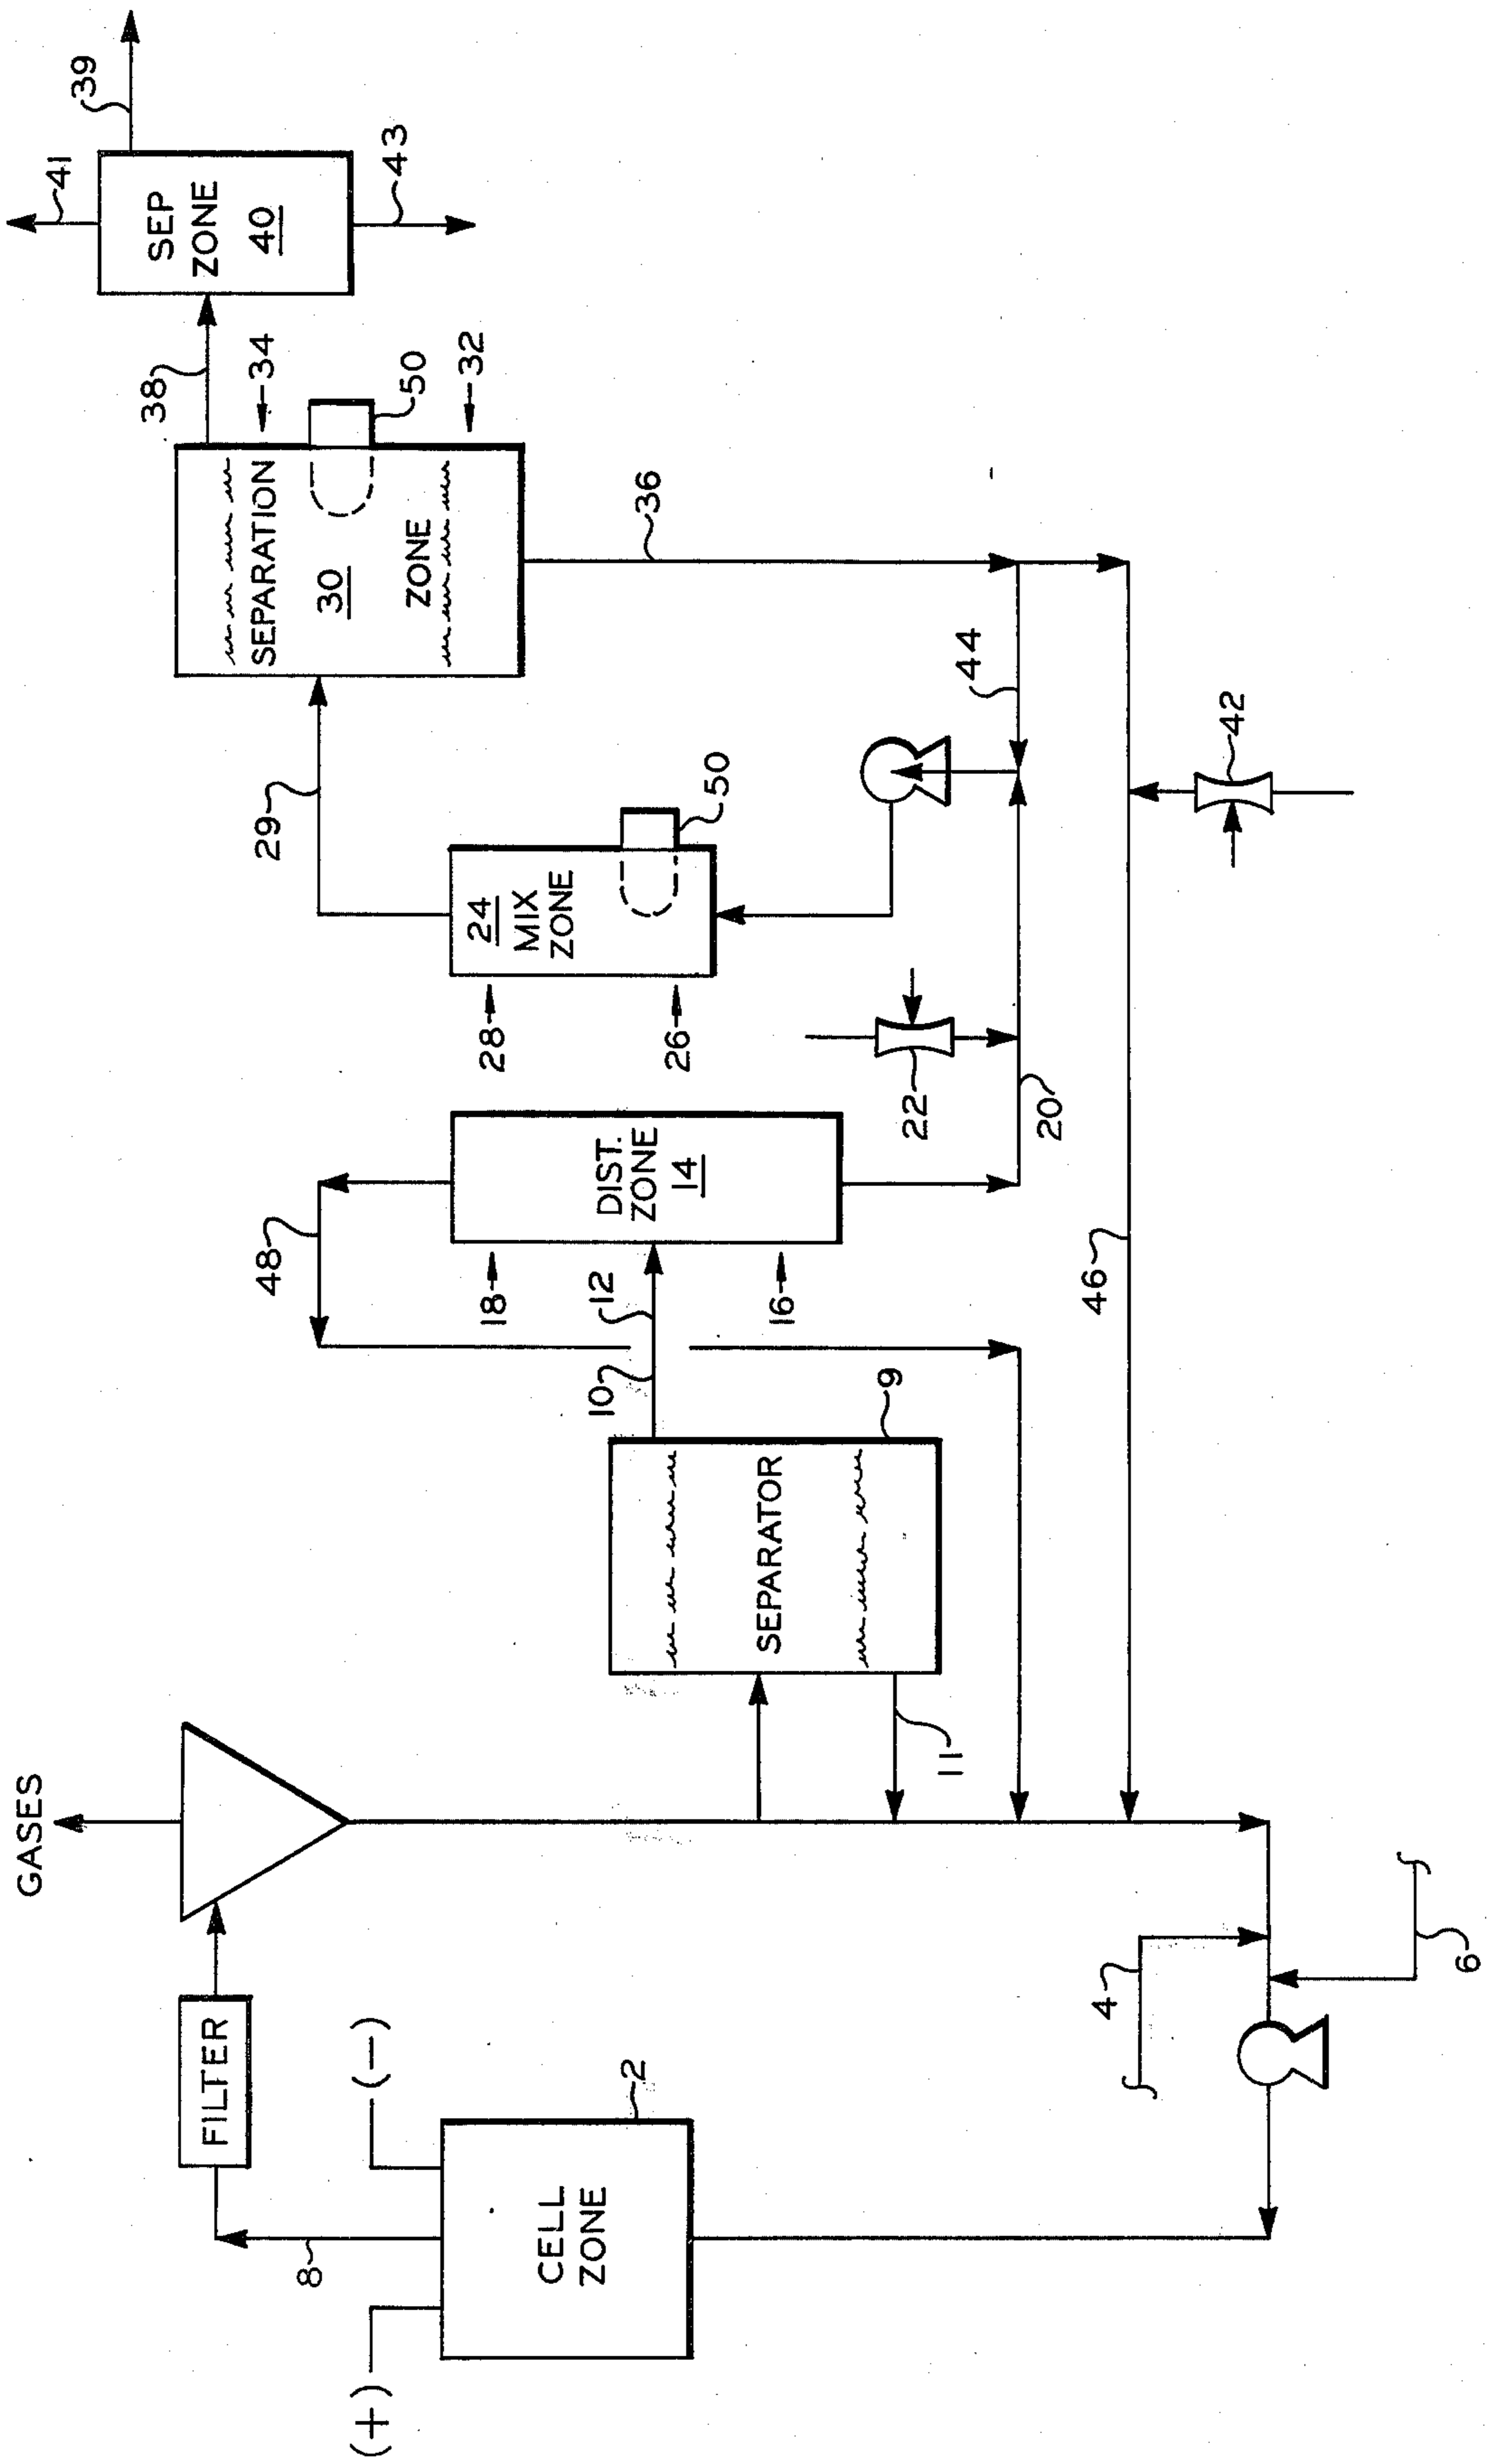 GASES
FILTER
8
(+)
(-)
CELL
ZONE
2
4
6
SEPARATOR
9
10
11
12
48
18
16
DIST.
ZONE
14
20
22
46
28
26
24
MIX
ZONE
50
29
44
42
36
SEPARATION
30
ZONE
34
32
50
38
SEP
ZONE
40
41
43
39